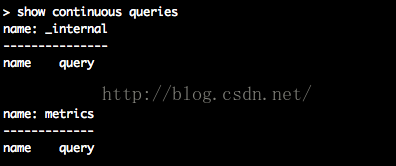 > show continuous queries
name: _internal
---------------
name    query
http://blog.csdn.net/
name: metrics
-------------
name    query